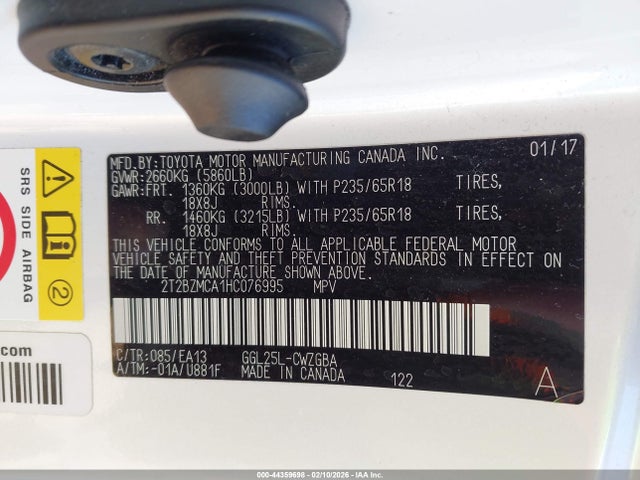 MFD.BY:TOYOTA MOTOR MANUFACTURING CANADA INC. 01/17
GVWR:2660KG (5860LB)
GAWR:FRT. 1360KG (3000LB) WITH P235/65R18 TIRES,
18X8J RIMS.
RR. 1460KG (3215LB) WITH P235/65R18 TIRES,
18X8J RIMS.
THIS VEHICLE CONFORMS TO ALL APPLICABLE FEDERAL MOTOR
VEHICLE SAFETY AND THEFT PREVENTION STANDARDS IN EFFECT ON
THE DATE OF MANUFACTURE SHOWN ABOVE.
2T2BZMCA1HC076995 MPV
C/TR:085/EA13 GGL25L-CWZGBA
A/TM:-01A/U881F MADE IN CANADA 122 A
SRS SIDE AIRBAG
2
.com
000-44359698 - 02/10/2026 - IAA Inc.